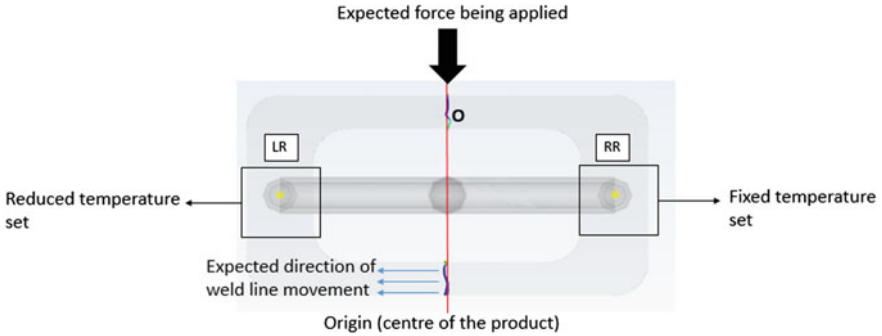 Expected force being applied
O
LR
RR
Reduced temperature
set
Fixed temperature
set
Expected direction of
weld line movement
Origin (centre of the product)